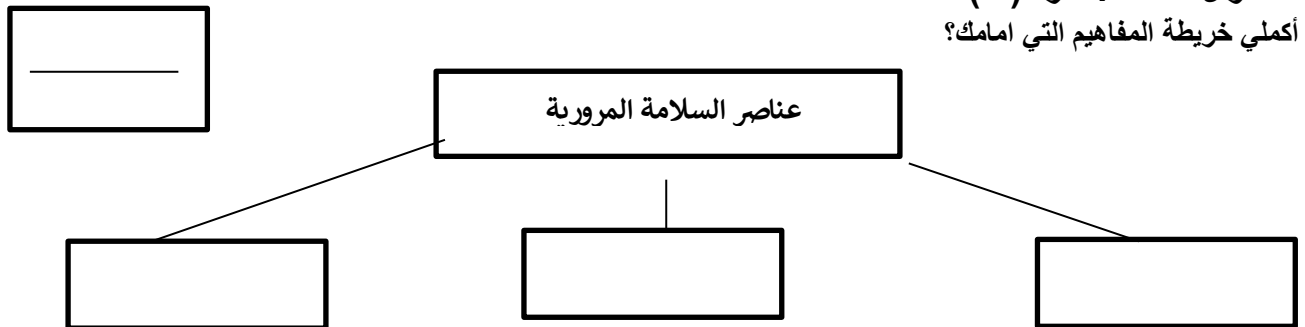 أكملي خريطة المفاهيم التي امامك؟
عناصر السلامة المرورية